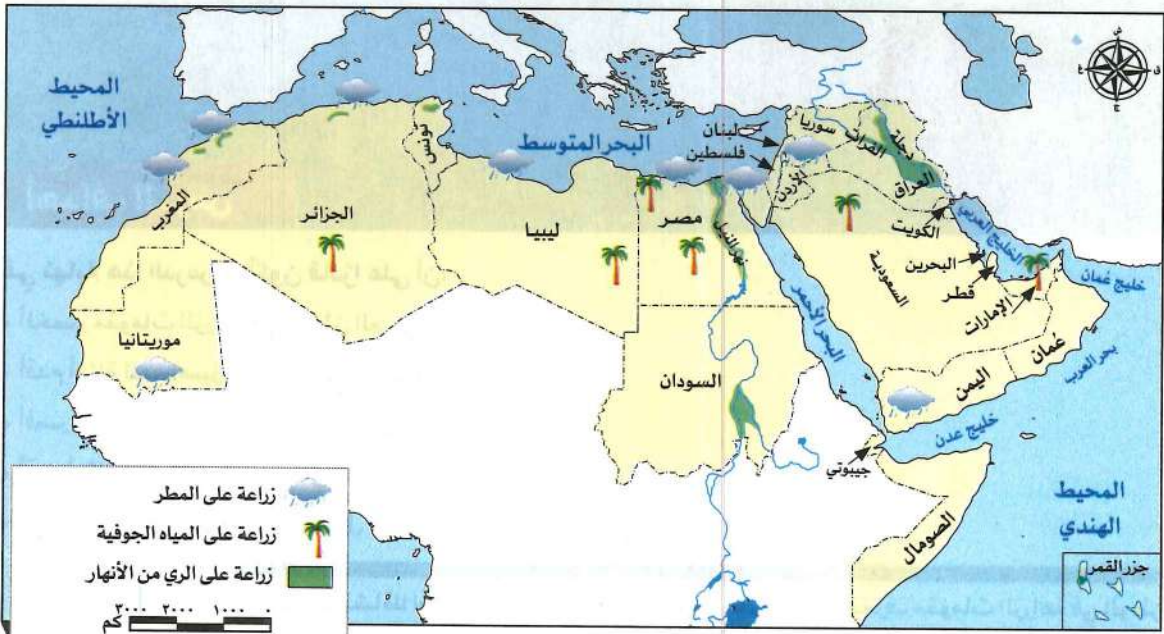 المحيط
الأطلنطي
البحر المتوسط
لبنان
فلسطين
سوريا
الأردن
الفرات
دجلة
العراق
الكويت
الخليج العربي
البحرين
قطر
الإمارات
خليج عُمان
السعودية
عُمان
بحر العرب
اليمن
خليج عدن
البحر الأحمر
المغرب
الجزائر
تونس
ليبيا
مصر
نهر النيل
موريتانيا
السودان
جيبوتي
الصومال
المحيط
الهندي
جزر القمر
زراعة على المطر
زراعة على المياه الجوفية
زراعة على الري من الأنهار
٣٠٠٠ ٢٠٠٠ ١٠٠٠ ٠
كم